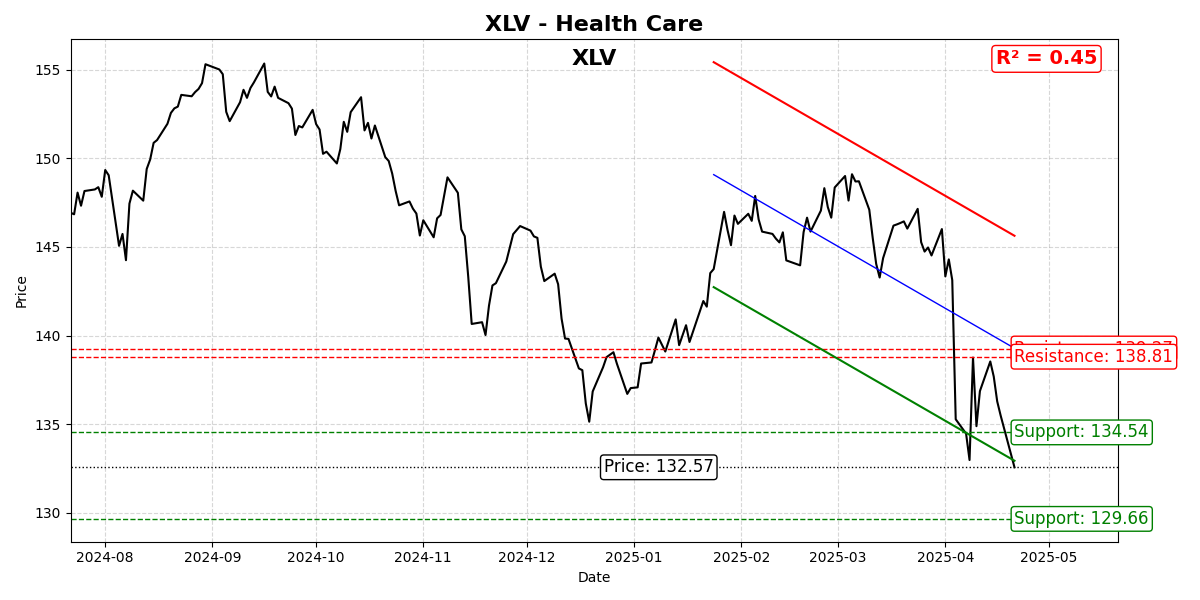 XLV - Health Care
XLV
R² = 0.45
Price
155
150
145
140
135
130
Resistance: 138.81
Support: 134.54
Price: 132.57
Support: 129.66
2024-08
2024-09
2024-10
2024-11
2024-12
2025-01
2025-02
2025-03
2025-04
2025-05
Date